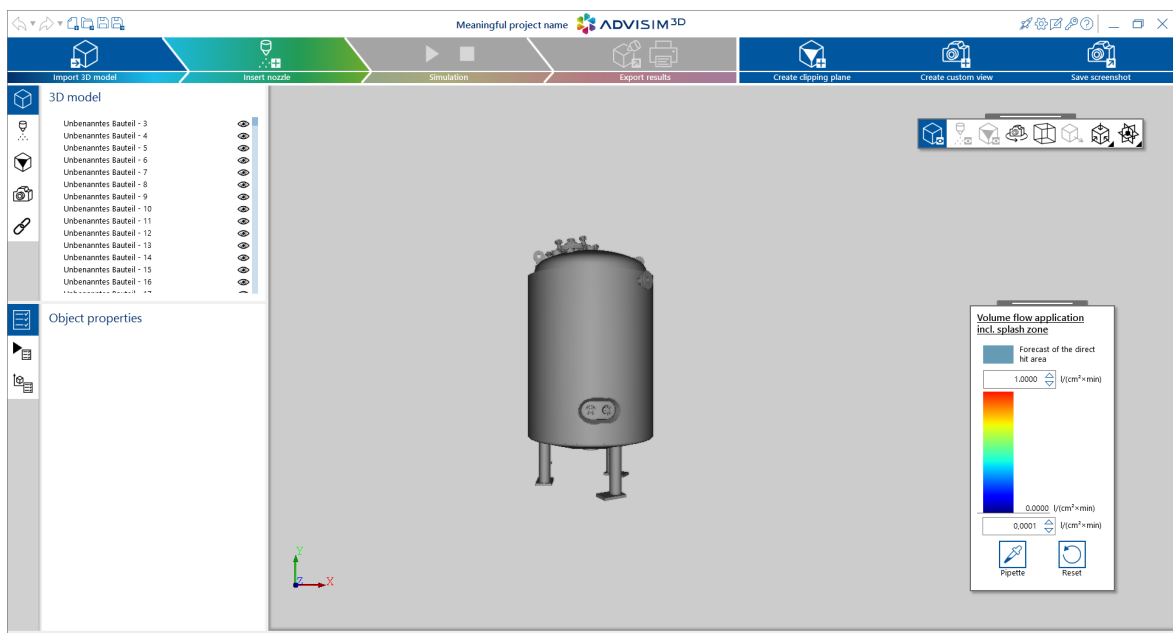 Meaningful project name ADVISIM3D
Import 3D model
Insert nozzle
Simulation
Export results
Create clipping plane
Create custom view
Save screenshot
3D model
Unbenanntes Bauteil - 3
Unbenanntes Bauteil - 4
Unbenanntes Bauteil - 5
Unbenanntes Bauteil - 6
Unbenanntes Bauteil - 7
Unbenanntes Bauteil - 8
Unbenanntes Bauteil - 9
Unbenanntes Bauteil - 10
Unbenanntes Bauteil - 11
Unbenanntes Bauteil - 12
Unbenanntes Bauteil - 13
Unbenanntes Bauteil - 14
Unbenanntes Bauteil - 15
Unbenanntes Bauteil - 16
Object properties
Volume flow application
incl. splash zone
Forecast of the direct
hit area
1.0000 l/(cm²×min)
0.0000 l/(cm²×min)
0,0001 l/(cm²×min)
Pipette
Reset
Y
Z
X